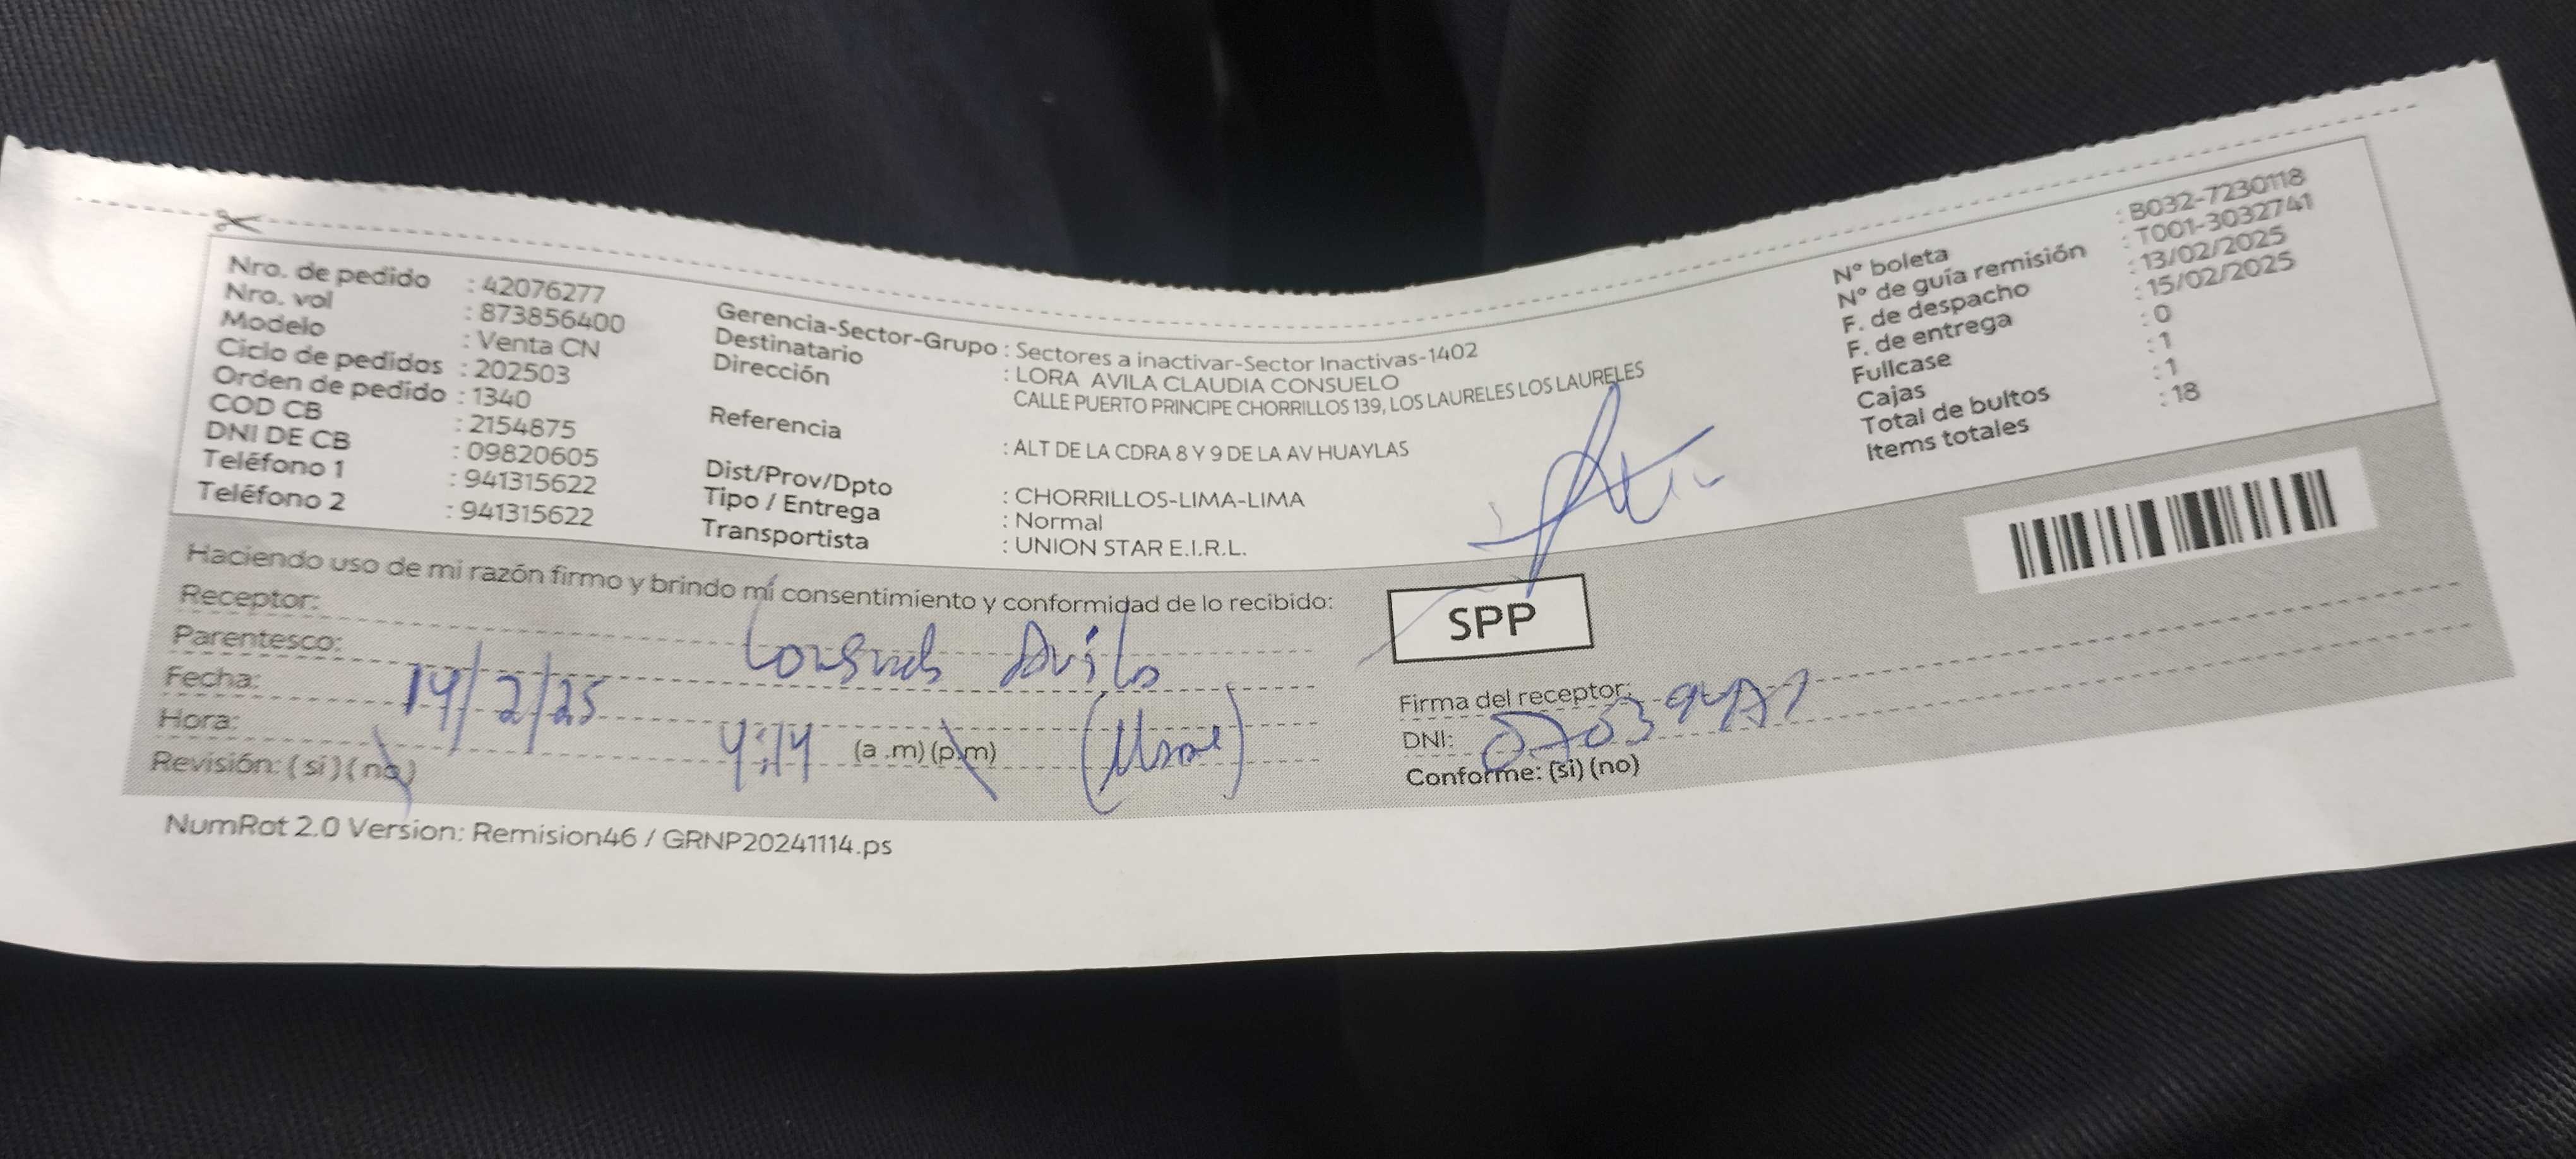 Nro. de pedido : 42076277
Nro. vol : 873856400
Modelo : Venta CN
Ciclo de pedidos : 202503
Orden de pedido : 1340
COD CB : 2154875
DNI DE CB : 09820605
Teléfono 1 : 941315622
Teléfono 2 : 941315622
Gerencia-Sector-Grupo : Sectores a inactivar-Sector Inactivas-1402
Destinatario : LORA AVILA CLAUDIA CONSUELO
Dirección CALLE PUERTO PRINCIPE CHORRILLOS 139, LOS LAURELES LOS LAURELES
Referencia : ALT DE LA CDRA 8 Y 9 DE LA AV HUAYLAS
Dist/Prov/Dpto : CHORRILLOS-LIMA-LIMA
Tipo / Entrega : Normal
Transportista : UNION STAR E.I.R.L.
N° boleta : B032-7230118
N° de guía remisión : T001-3032741
F. de despacho : 13/02/2025
F. de entrega : 15/02/2025
Fullcase : 0
Cajas : 1
Total de bultos : 1
Items totales : 18
Haciendo uso de mi razón firmo y brindo mi consentimiento y conformidad de lo recibido:
SPP
Receptor:
Parentesco: Avila
Fecha: 14/2/25
Hora: 4:14 (a .m) (p.m)
Revisión: (si) (no)
Firma del receptor:
DNI:
Conforme: (si) (no)
NumRot 2.0 Version: Remision46 / GRNP20241114.ps